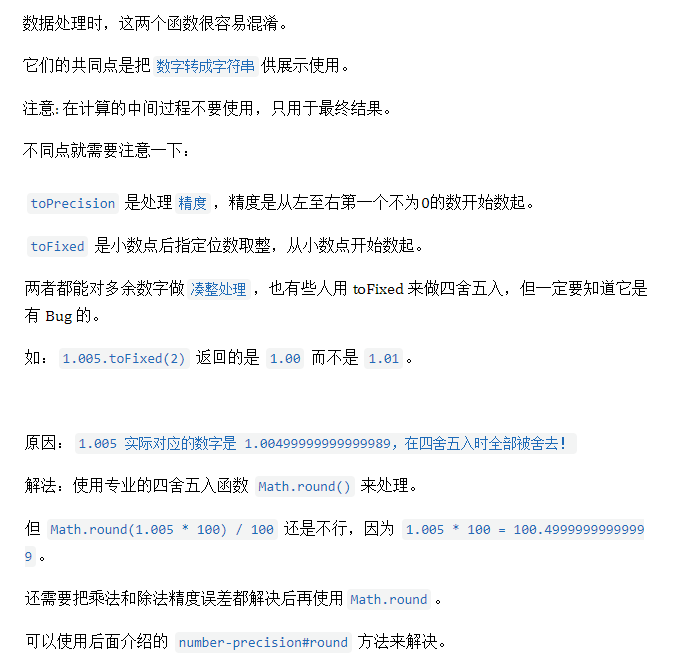 数据处理时，这两个函数很容易混淆。
它们的共同点是把 数字转成字符串 供展示使用。
注意:在计算的中间过程不要使用，只用于最终结果。
不同点就需要注意一下：
toPrecision 是处理 精度 ，精度是从左至右第一个不为0的数开始数起。
toFixed 是小数点后指定位数取整，从小数点开始数起。
两者都能对多余数字做 凑整处理 ，也有些人用 toFixed 来做四舍五入，但一定要知道它是
有 Bug 的。
如： 1.005.toFixed(2) 返回的是 1.00 而不是 1.01 。
原因： 1.005 实际对应的数字是 1.00499999999999989，在四舍五入时全部被舍去！
解法：使用专业的四舍五入函数 Math.round() 来处理。
但 Math.round(1.005 * 100) / 100 还是不行，因为 1.005 * 100 = 100.4999999999999
9 。
还需要把乘法和除法精度误差都解决后再使用 Math.round 。
可以使用后面介绍的 number-precision#round 方法来解决。